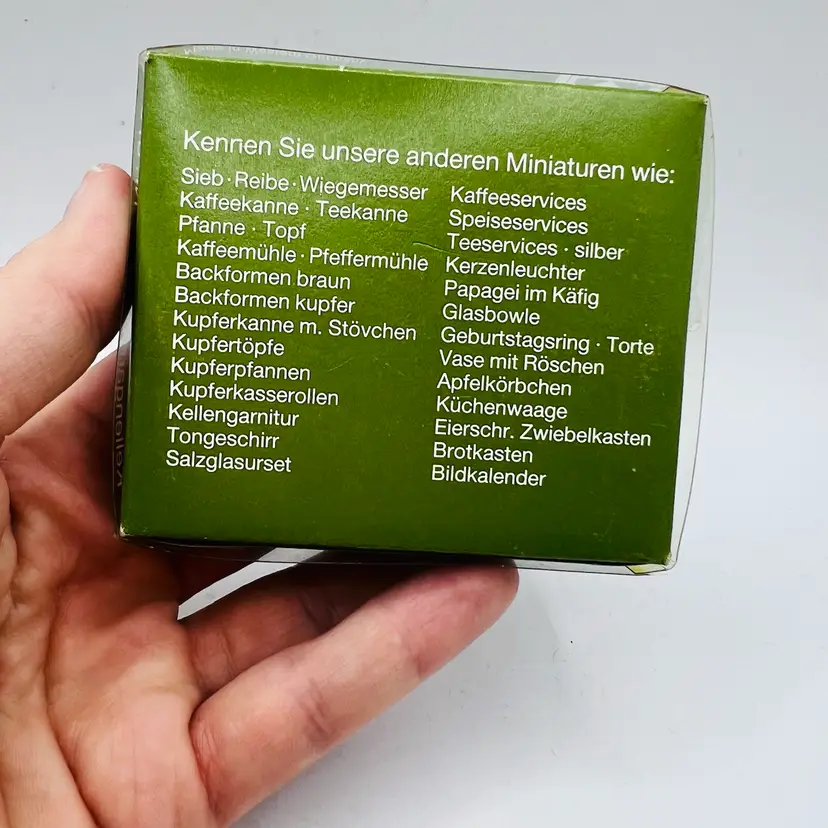 Kennen Sie unsere anderen Miniaturen wie:
Sieb · Reibe · Wiegemesser
Kaffeekanne · Teekanne
Pfanne · Topf
Kaffeemühle · Pfeffermühle
Backformen braun
Backformen kupfer
Kupferkanne m. Stövchen
Kupfertöpfe
Kupferpfannen
Kupferkasserollen
Kellengarnitur
Tongeschirr
Salzglasurset
Kaffeeservices
Speiseservices
Teeservices · silber
Kerzenleuchter
Papagei im Käfig
Glasbowle
Geburtstagsring · Torte
Vase mit Röschen
Apfelkörbchen
Küchenwaage
Eierschr. Zwiebelkasten
Brotkasten
Bildkalender